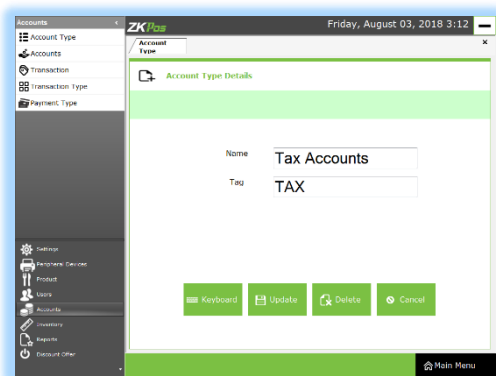 Accounts
Account Type
Accounts
Transaction
Transaction Type
Payment Type
Settings
Peripheral Devices
Product
Users
Accounts
Inventory
Reports
Discount Offer
ZKPos
Friday, August 03, 2018 3:12
Account
Type
Account Type Details
Name
Tax Accounts
Tag
TAX
Keyboard
Update
Delete
Cancel
Main Menu